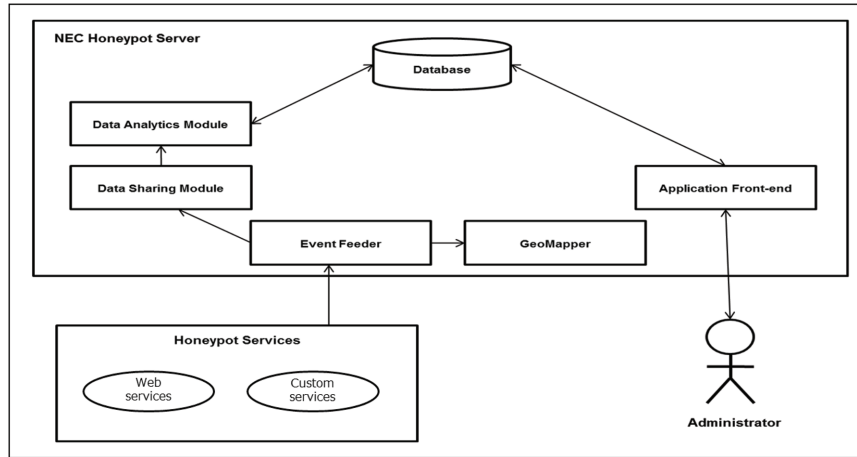 NEC Honeypot Server
Database
Data Analytics Module
Data Sharing Module
Application Front-end
Event Feeder
GeoMapper
Honeypot Services
Web
services
Custom
services
Administrator